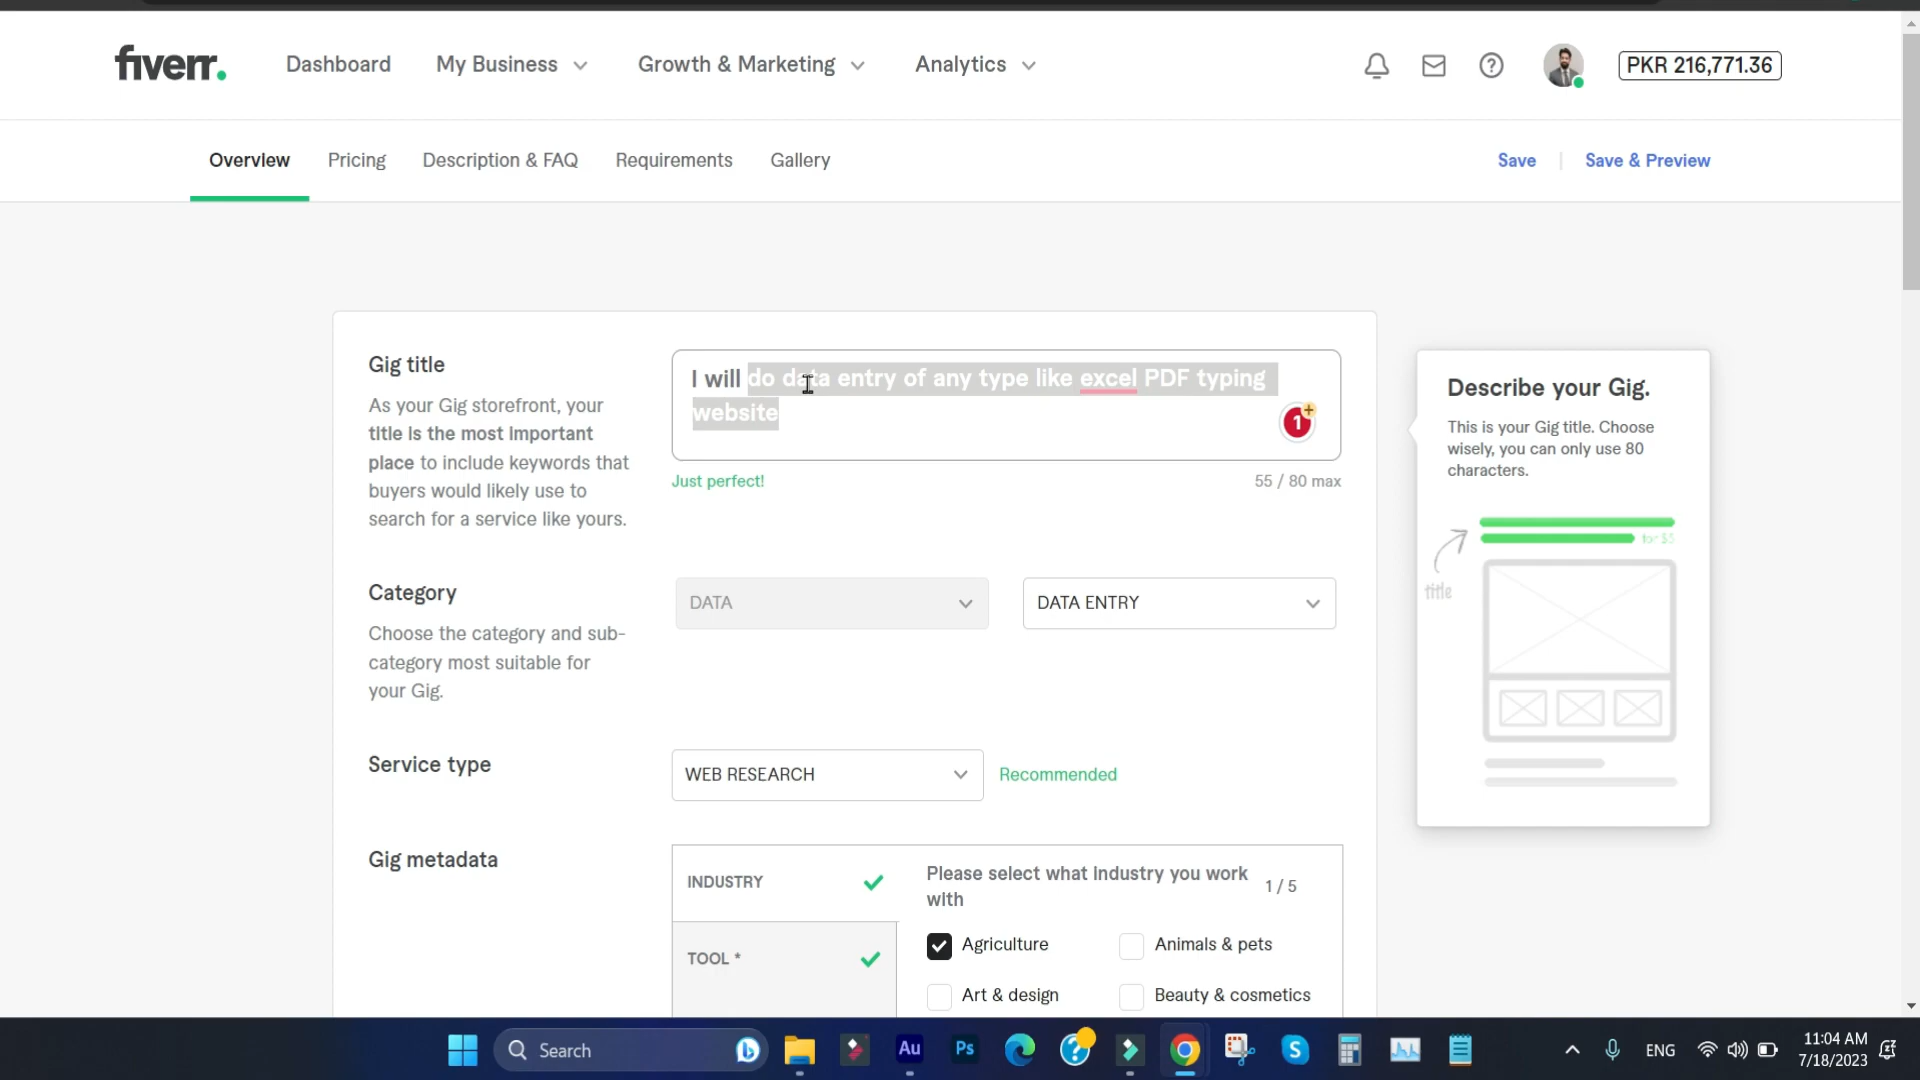 fiverr.
Dashboard
My Business
Growth & Marketing
Analytics
PKR 216,771.36
Overview
Pricing
Description & FAQ
Requirements
Gallery
Save
Save & Preview
Gig title
As your Gig storefront, your
title is the most important
place to include keywords that
buyers would likely use to
search for a service like yours.
I will do data entry of any type like excel PDF typing
website
1
Just perfect!
55 / 80 max
Describe your Gig.
This is your Gig title. Choose
wisely, you can only use 80
characters.
for $5
title
Category
Choose the category and sub-
category most suitable for
your Gig.
DATA
DATA ENTRY
Service type
WEB RESEARCH
Recommended
Gig metadata
INDUSTRY
TOOL *
Please select what industry you work
with
1 / 5
Agriculture
Animals & pets
Art & design
Beauty & cosmetics
Search
Au
Ps
S
ENG
11:04 AM
7/18/2023